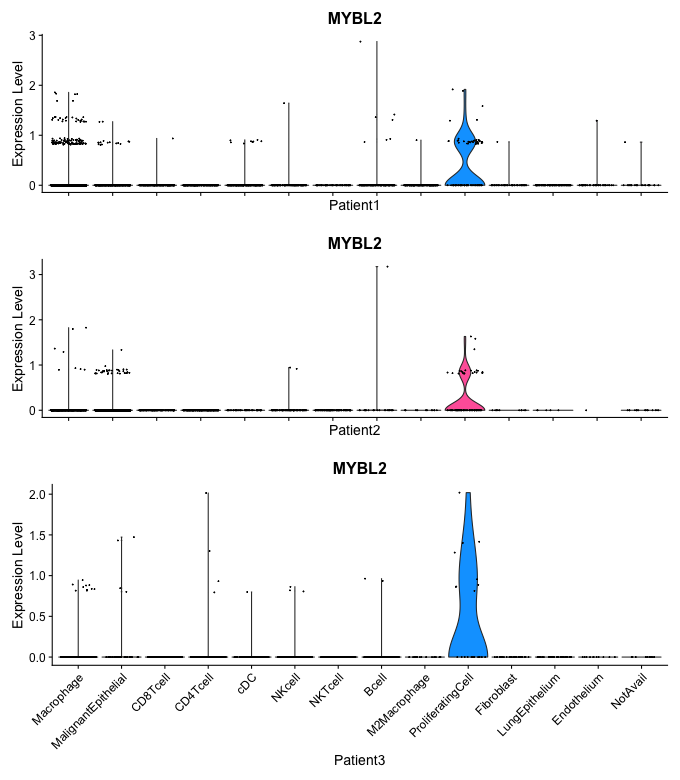 MYBL2
Expression Level
3
2
1
0
Patient1
MYBL2
Expression Level
3
2
1
0
Patient2
MYBL2
Expression Level
2.0
1.5
1.0
0.5
0.0
Macrophage
MalignantEpithelial
CD8Tcell
CD4Tcell
cDC
NKcell
NKTcell
Bcell
M2Macrophage
ProliferatingCell
Fibroblast
LungEpithelium
Endothelium
NotAvail
Patient3